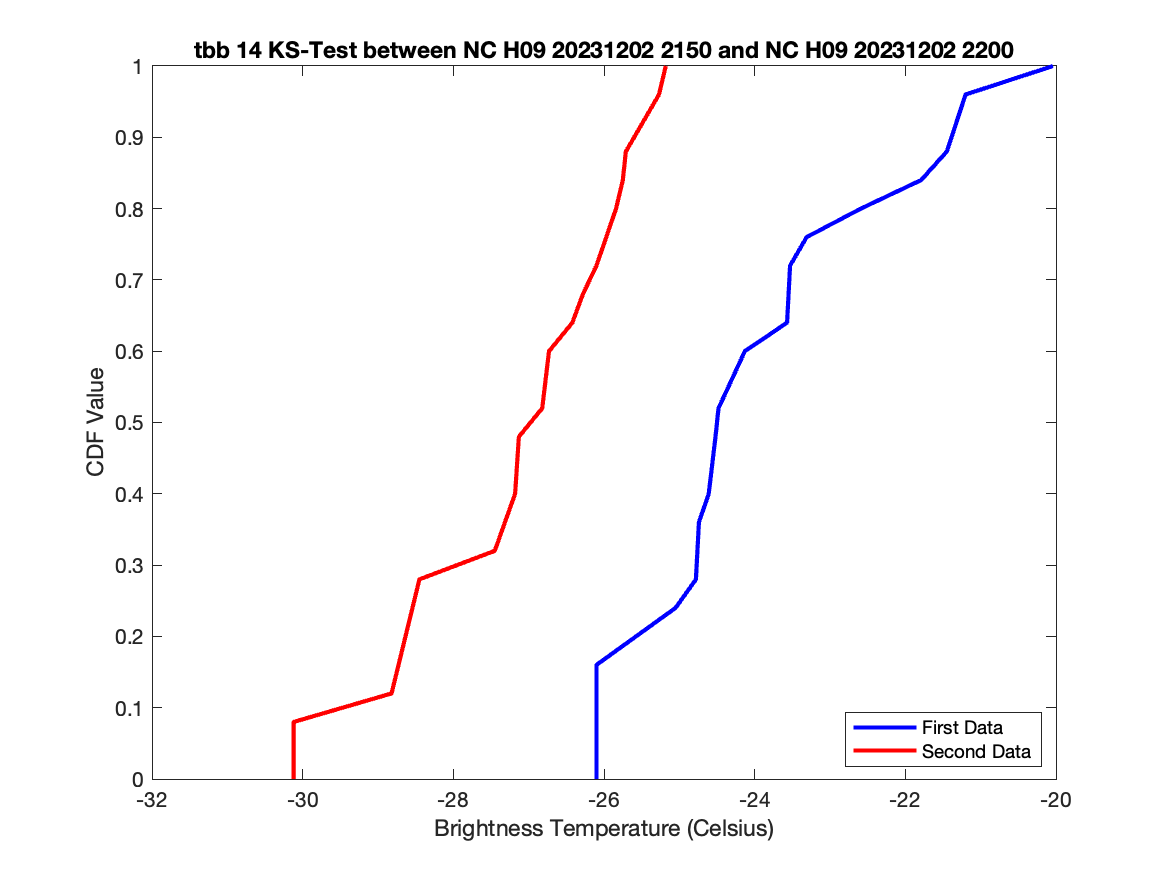 tbb 14 KS-Test between NC H09 20231202 2150 and NC H09 20231202 2200
1
0.9
0.8
0.7
0.6
0.5
0.4
0.3
0.2
0.1
0
CDF Value
First Data
Second Data
-32 -30 -28 -26 -24 -22 -20
Brightness Temperature (Celsius)